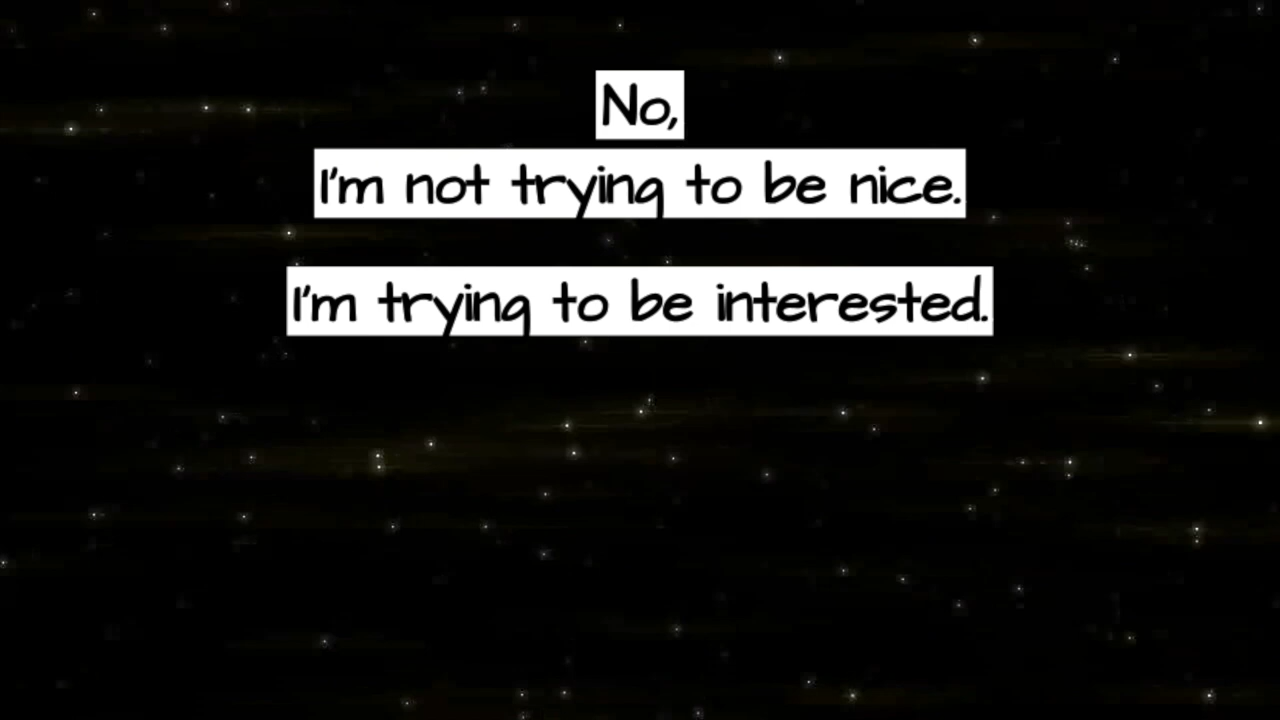 No,
I'm not trying to be nice.
I'm trying to be interested.